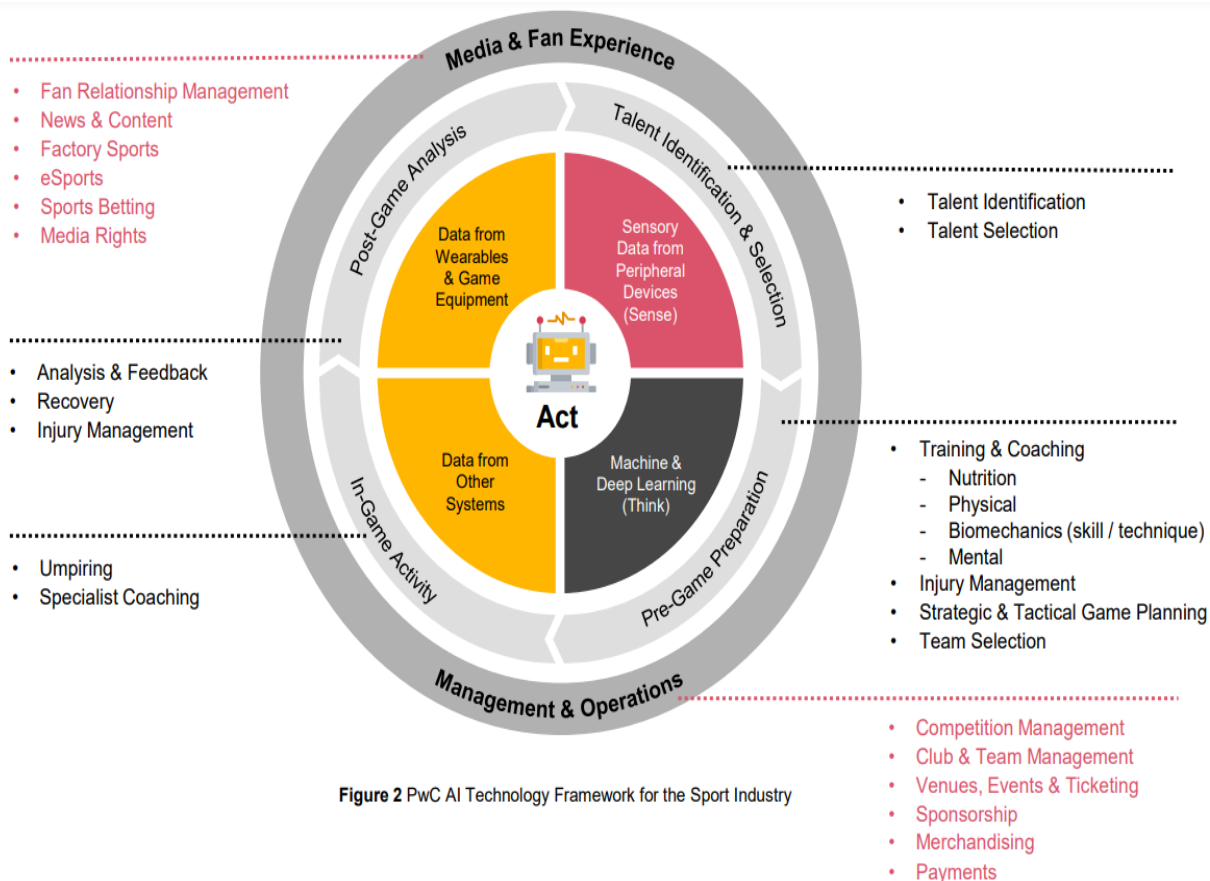 Media & Fan Experience
• Fan Relationship Management
• News & Content
• Factory Sports
• eSports
• Sports Betting
• Media Rights
Post-Game Analysis
Talent Identification & Selection
• Talent Identification
• Talent Selection
Data from
Wearables
& Game
Equipment
Sensory
Data from
Peripheral
Devices
(Sense)
Act
• Analysis & Feedback
• Recovery
• Injury Management
Data from
Other
Systems
Machine &
Deep Learning
(Think)
In-Game Activity
Pre-Game Preparation
• Training & Coaching
- Nutrition
- Physical
- Biomechanics (skill / technique)
- Mental
• Injury Management
• Strategic & Tactical Game Planning
• Team Selection
• Umpiring
• Specialist Coaching
Management & Operations
• Competition Management
• Club & Team Management
• Venues, Events & Ticketing
• Sponsorship
• Merchandising
• Payments
Figure 2 PwC AI Technology Framework for the Sport Industry